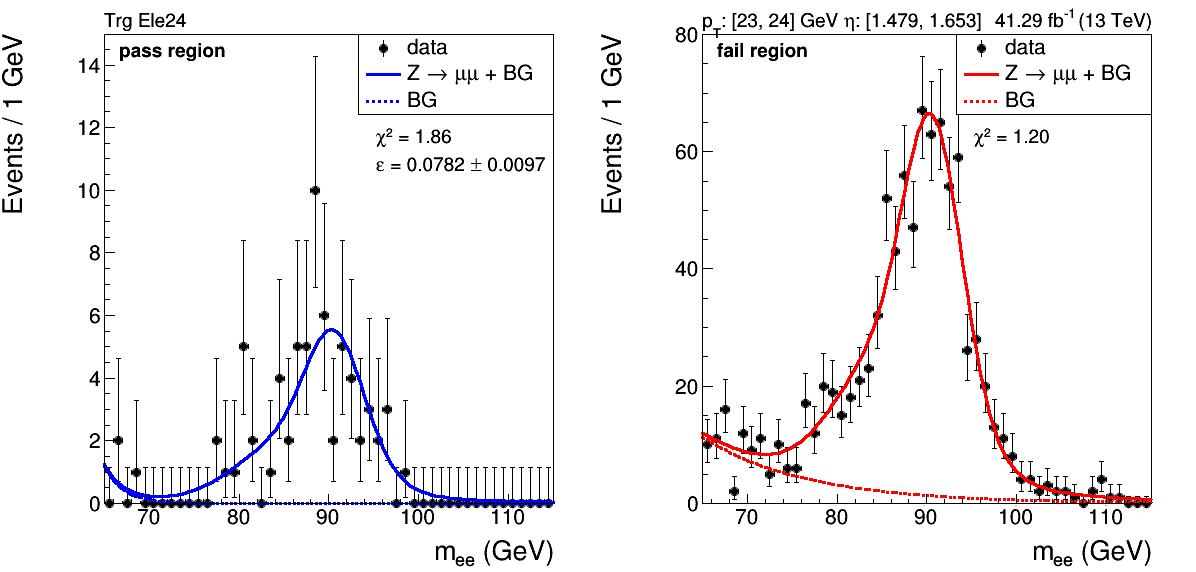 Trg Ele24
pass region
data
Z → μμ + BG
BG
χ² = 1.86
ε = 0.0782 ± 0.0097
Events / 1 GeV
14
12
10
8
6
4
2
0
70 80 90 100 110
m_ee (GeV)
p_T: [23, 24] GeV η: [1.479, 1.653] 41.29 fb⁻¹ (13 TeV)
fail region
data
Z → μμ + BG
BG
χ² = 1.20
Events / 1 GeV
80
60
40
20
0
70 80 90 100 110
m_ee (GeV)